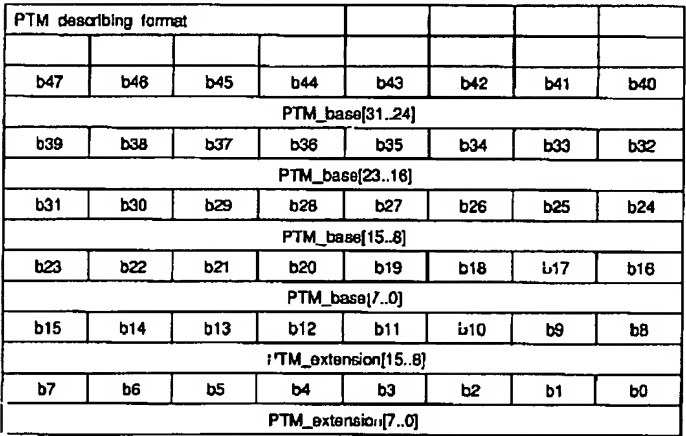 PTM describing format
b47 b46 b45 b44 b43 b42 b41 b40
PTM_base[31..24]
b39 b38 b37 b36 b35 b34 b33 b32
PTM_base[23..16]
b31 b30 b29 b28 b27 b26 b25 b24
PTM_base[15..8]
b23 b22 b21 b20 b19 b18 b17 b16
PTM_base[7..0]
b15 b14 b13 b12 b11 b10 b9 b8
PTM_extension[15..8]
b7 b6 b5 b4 b3 b2 b1 b0
PTM_extension[7..0]